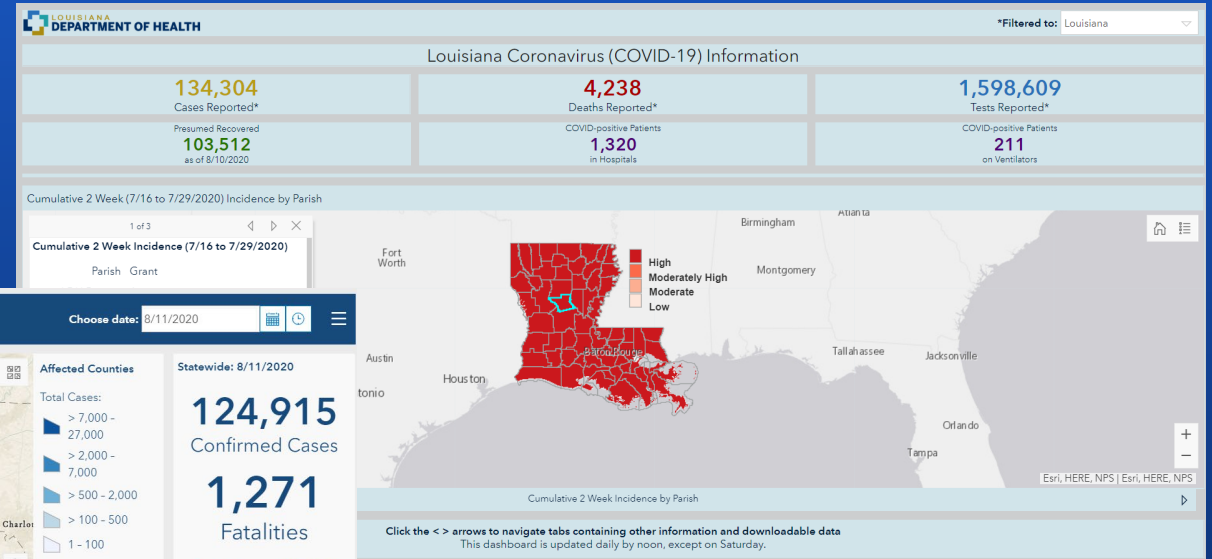 LOUISIANA
DEPARTMENT OF HEALTH
*Filtered to: Louisiana
Louisiana Coronavirus (COVID-19) Information
134,304
Cases Reported*
4,238
Deaths Reported*
1,598,609
Tests Reported*
Presumed Recovered
103,512
as of 8/10/2020
COVID-positive Patients
1,320
in Hospitals
COVID-positive Patients
211
on Ventilators
Cumulative 2 Week (7/16 to 7/29/2020) Incidence by Parish
1 of 3
Cumulative 2 Week Incidence (7/16 to 7/29/2020)
Parish Grant
Fort
Worth
Birmingham
Atlanta
Montgomery
High
Moderately High
Moderate
Low
Baton Rouge
Austin
Houston
tonio
Tallahassee
Jacksonville
Orlando
Tampa
Esri, HERE, NPS | Esri, HERE, NPS
Choose date: 8/11/2020
Affected Counties
Total Cases:
> 7,000 -
27,000
> 2,000 -
7,000
> 500 - 2,000
> 100 - 500
1 - 100
Charlo
Statewide: 8/11/2020
124,915
Confirmed Cases
1,271
Fatalities
Cumulative 2 Week Incidence by Parish
Click the < > arrows to navigate tabs containing other information and downloadable data
This dashboard is updated daily by noon, except on Saturday.